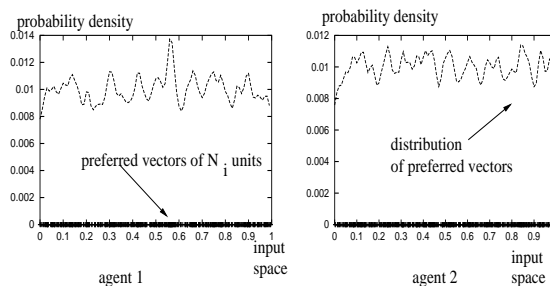 probability density
0.014
0.012
0.01
0.008
0.006
0.004
0.002
0
preferred vectors of N i units
0 0.1 0.2 0.3 0.4 0.5 0.6 0.7 0.8 0.9 1
input
space
agent 1
probability density
0.012
0.01
0.008
0.006
0.004
0.002
0
distribution
of preferred vectors
0 0.1 0.2 0.3 0.4 0.5 0.6 0.7 0.8 0.9
input
space
agent 2